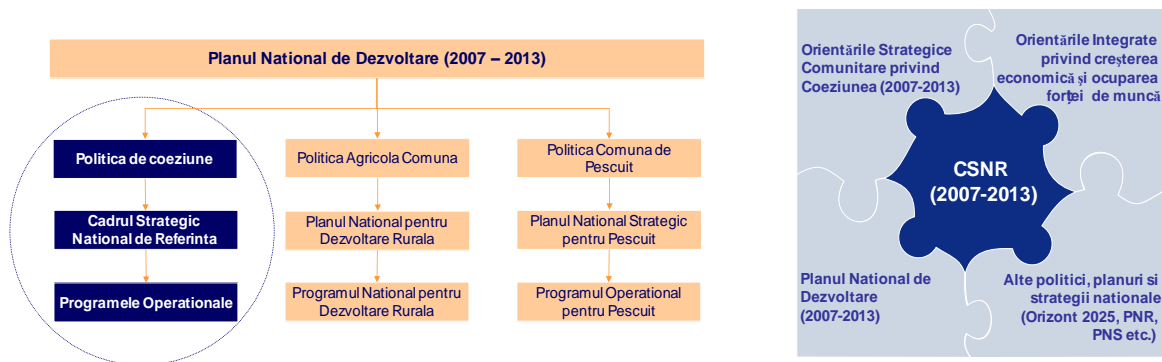 Planul National de Dezvoltare (2007 – 2013)
Politica de coeziune
Politica Agricola Comuna
Politica Comuna de
Pescuit
Cadrul Strategic
National de Referinta
Planul National pentru
Dezvoltare Rurala
Planul National Strategic
pentru Pescuit
Programele Operationale
Programul National pentru
Dezvoltare Rurala
Programul Operational
pentru Pescuit
Orientările Strategice
Comunitare privind
Coeziunea (2007-2013)
Orientările Integrate
privind creşterea
economică şi ocuparea
forţei de muncă
CSNR
(2007-2013)
Planul National de
Dezvoltare
(2007-2013)
Alte politici, planuri si
strategii nationale
(Orizont 2025, PNR,
PNS etc.)